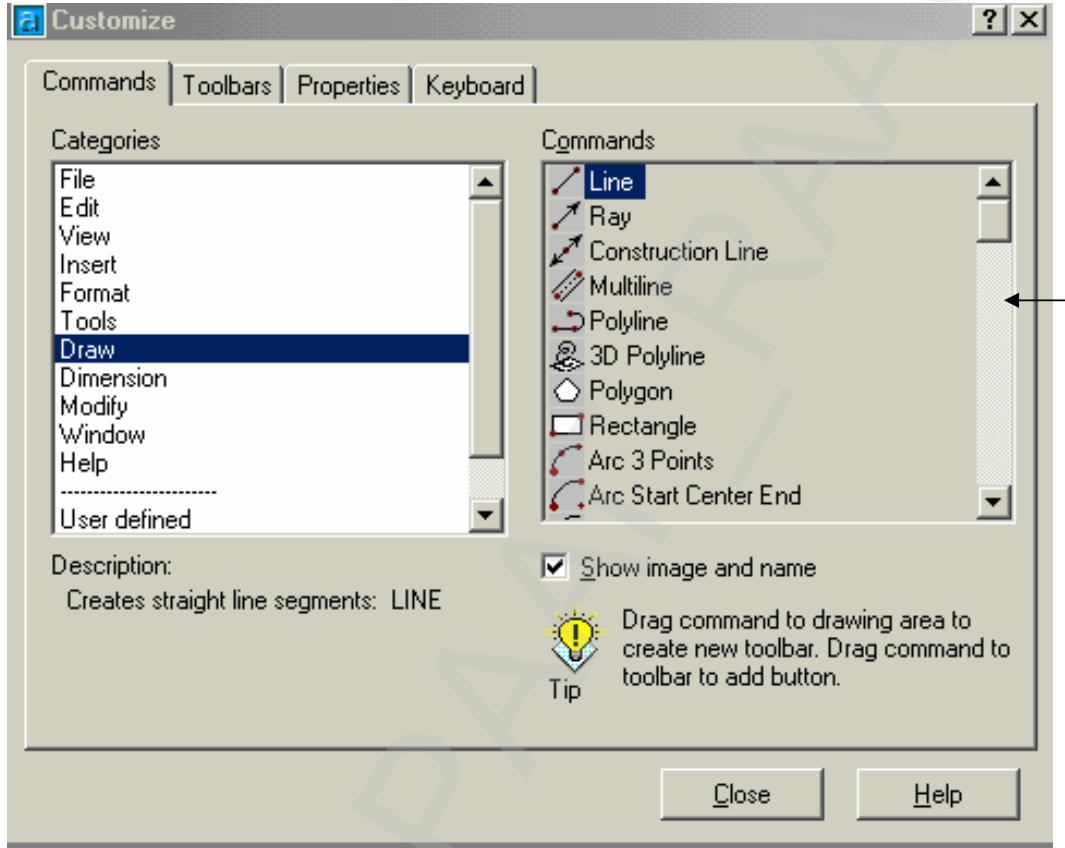 Customize
Commands Toolbars Properties Keyboard
Categories
File
Edit
View
Insert
Format
Tools
Draw
Dimension
Modify
Window
Help
------------------------
User defined
Commands
Line
Ray
Construction Line
Multiline
Polyline
3D Polyline
Polygon
Rectangle
Arc 3 Points
Arc Start Center End
Description:
Creates straight line segments: LINE
Show image and name
Tip
Drag command to drawing area to
create new toolbar. Drag command to
toolbar to add button.
Close
Help